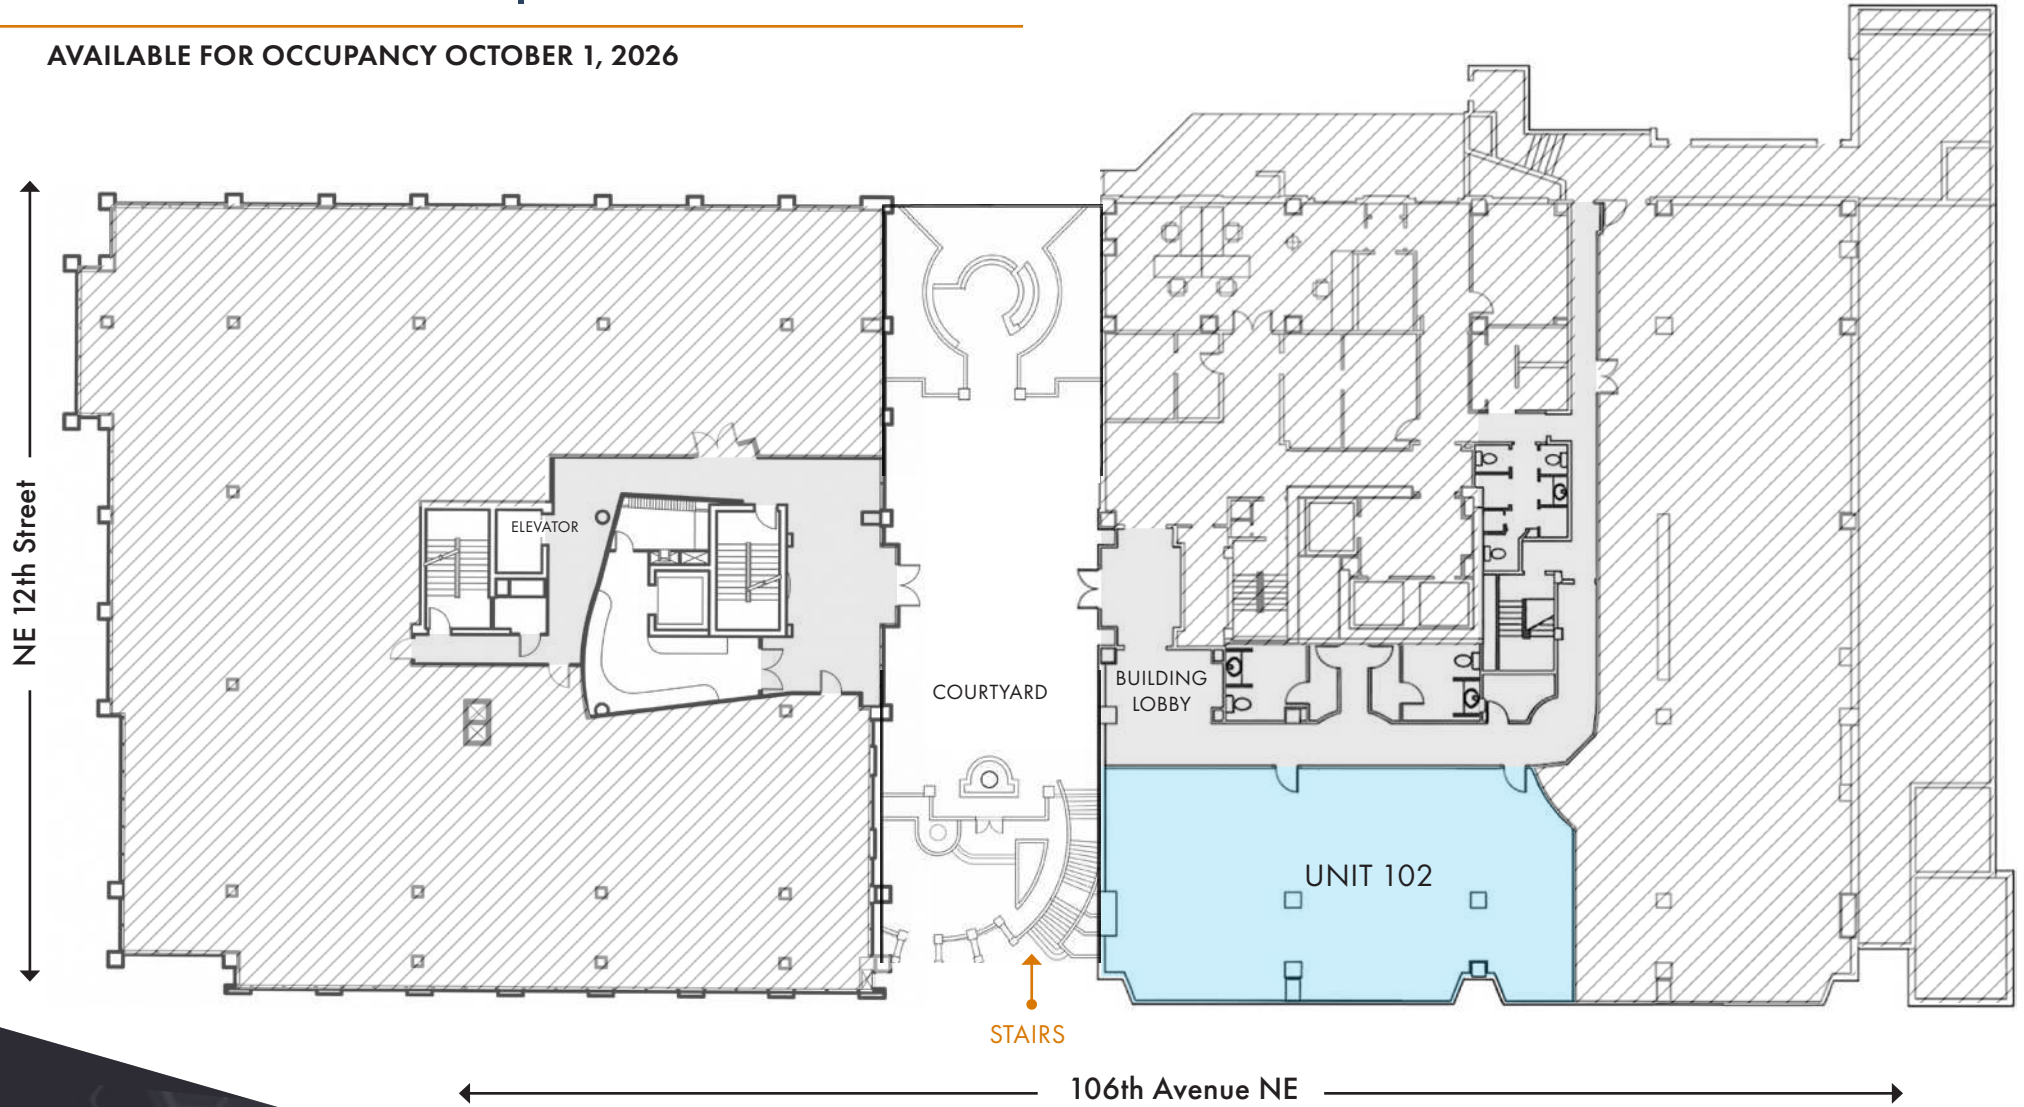 AVAILABLE FOR OCCUPANCY OCTOBER 1, 2026
NE 12th Street
ELEVATOR
COURTYARD
BUILDING
LOBBY
UNIT 102
STAIRS
106th Avenue NE